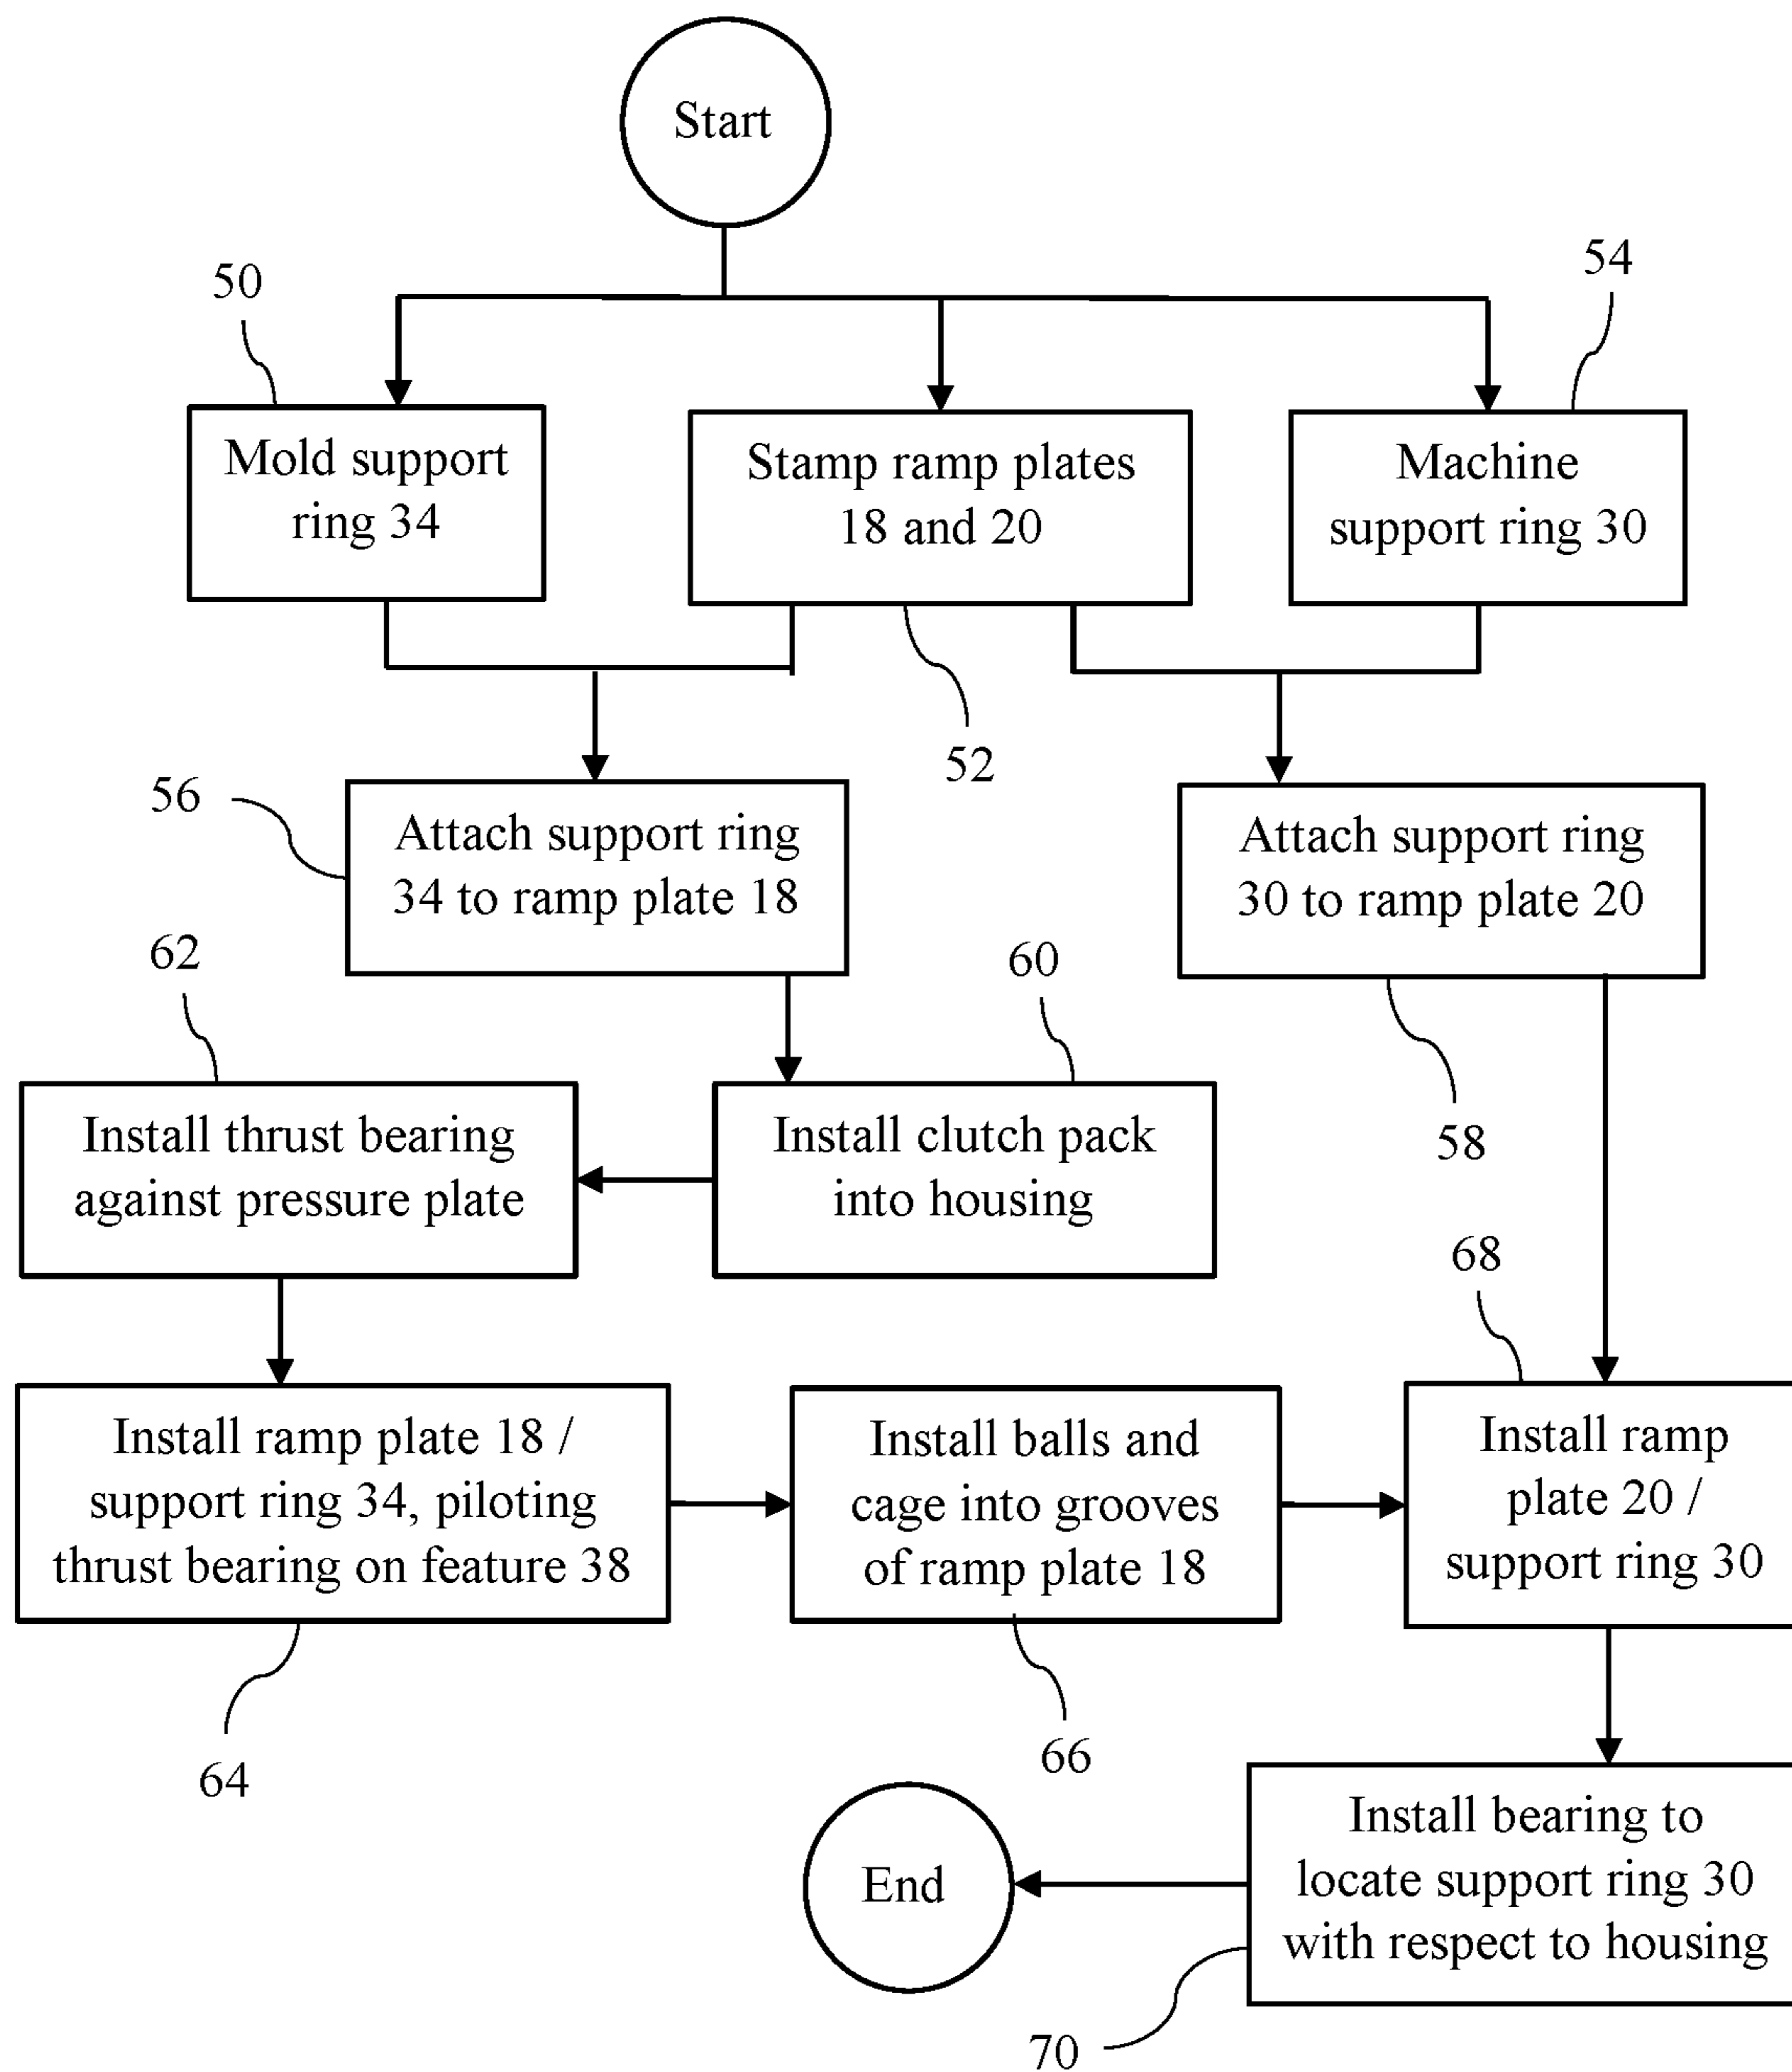 Start
50
54
Mold support
ring 34
Stamp ramp plates
18 and 20
Machine
support ring 30
52
56
Attach support ring
34 to ramp plate 18
Attach support ring
30 to ramp plate 20
62
60
58
Install thrust bearing
against pressure plate
Install clutch pack
into housing
68
Install ramp plate 18 /
support ring 34, piloting
thrust bearing on feature 38
Install balls and
cage into grooves
of ramp plate 18
Install ramp
plate 20 /
support ring 30
64
66
End
Install bearing to
locate support ring 30
with respect to housing
70